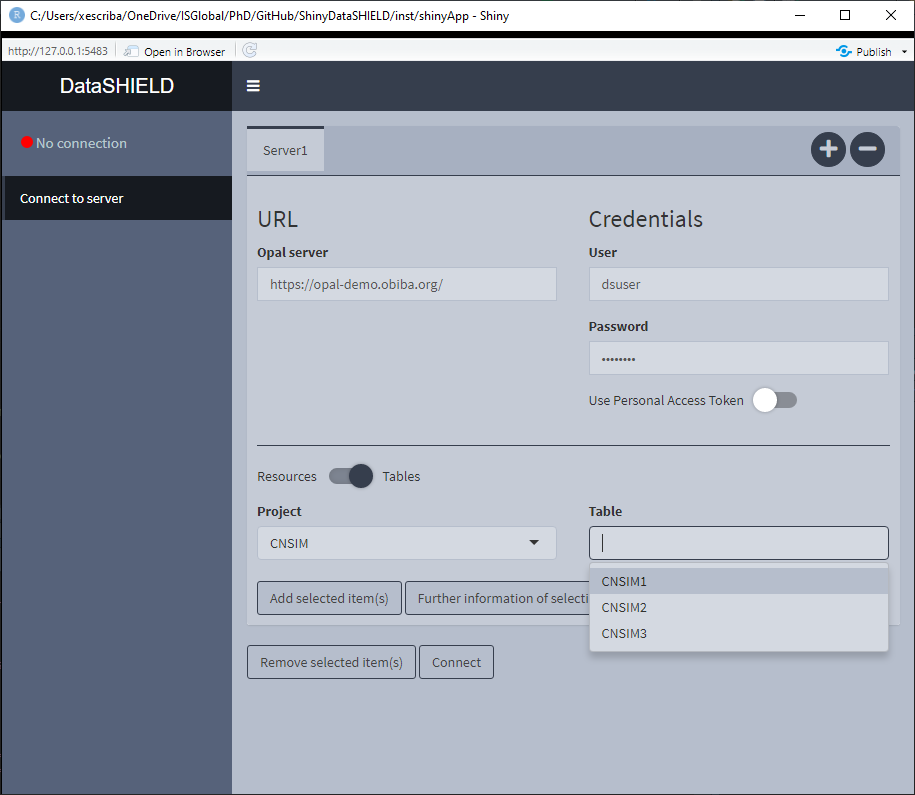 C:/Users/xescriba/OneDrive/ISGlobal/PhD/GitHub/ShinyDataSHIELD/inst/shinyApp - Shiny
http://127.0.0.1:5483 Open in Browser Publish
DataSHIELD
No connection
Connect to server
Server1
URL
Opal server
https://opal-demo.obiba.org/
Credentials
User
dsuser
Password
••••••••
Use Personal Access Token
Resources Tables
Project
CNSIM
Table
CNSIM1
CNSIM2
CNSIM3
Add selected item(s) Further information of selecti
Remove selected item(s) Connect